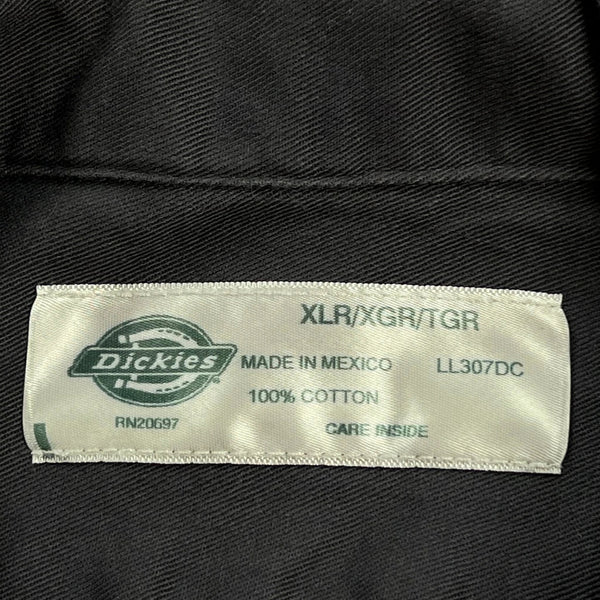 XLR/XGR/TGR
Dickies
MADE IN MEXICO LL307DC
100% COTTON
RN20697 CARE INSIDE